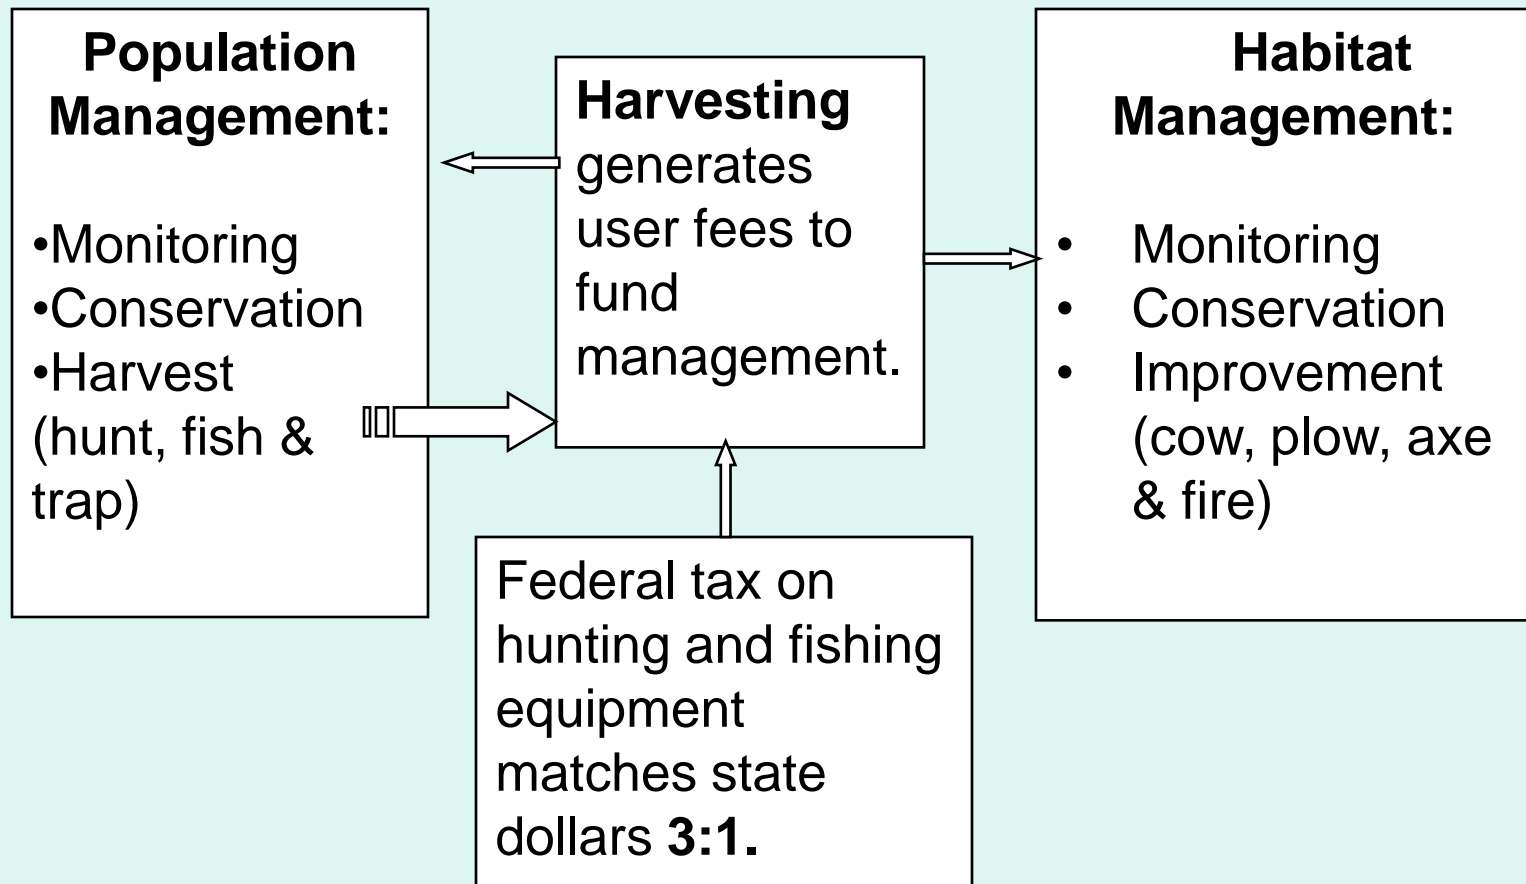 Population
Management:
•Monitoring
•Conservation
•Harvest
(hunt, fish &
trap)
Harvesting
generates
user fees to
fund
management.
Habitat
Management:
• Monitoring
• Conservation
• Improvement
(cow, plow, axe
& fire)
Federal tax on
hunting and fishing
equipment
matches state
dollars 3:1.